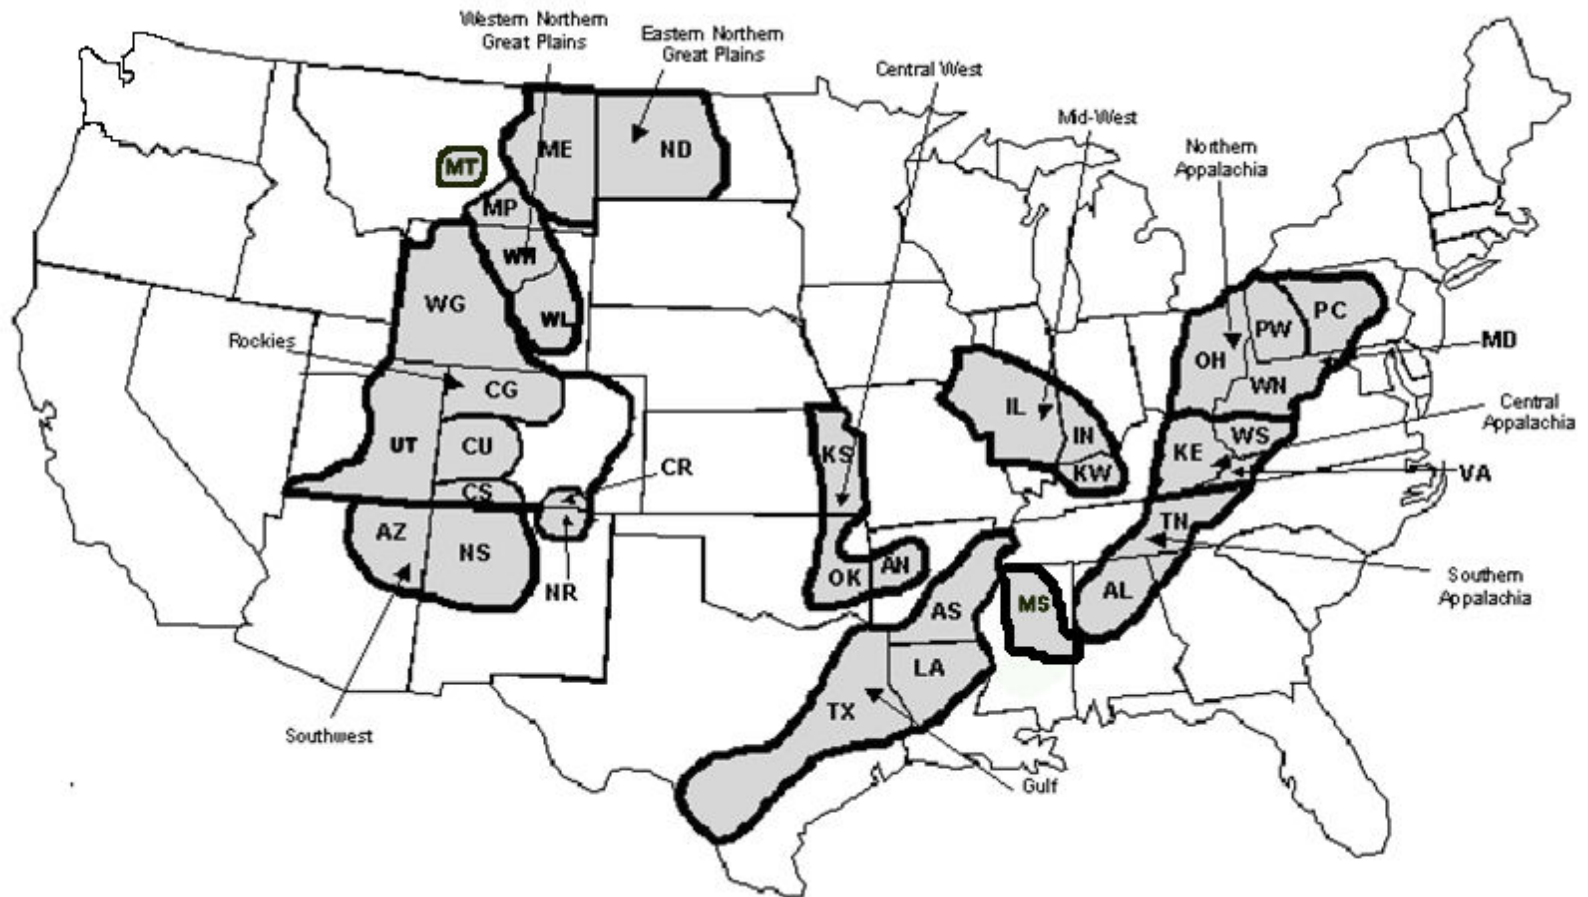 Western Northern
Great Plains
Eastern Northern
Great Plains
Central West
Mid-West
Northern
Appalachia
ME
ND
MT
MP
WH
WG
WL
Rockies
CG
UT
CU
CS
CR
AZ
NS
NR
Southwest
KS
OK
AN
AS
LA
TX
Gulf
IL
IN
KW
MS
PC
PW
OH
WN
MD
Central
Appalachia
WS
KE
VA
TN
AL
Southern
Appalachia